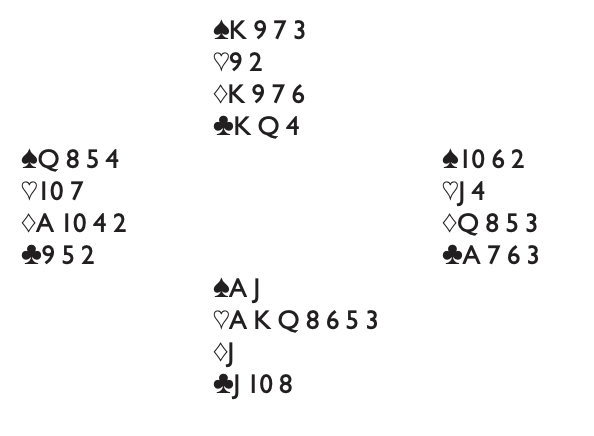 ♠K 9 7 3
♡9 2
♢K 9 7 6
♣K Q 4
♠Q 8 5 4
♡10 7
♢A 10 4 2
♣9 5 2
♠10 6 2
♡J 4
♢Q 8 5 3
♣A 7 6 3
♠A J
♡A K Q 8 6 5 3
♢J
♣J 10 8